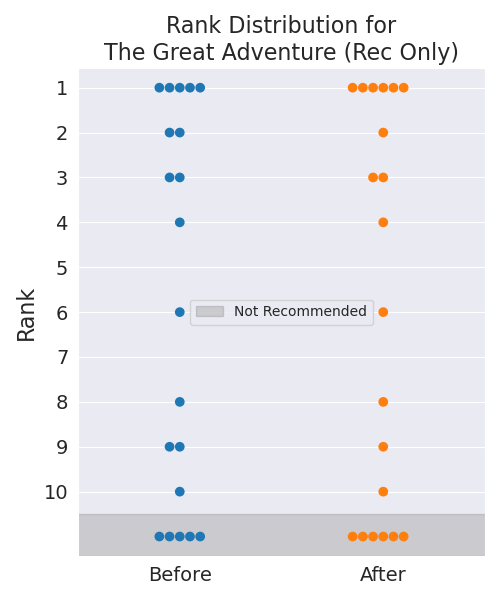 Rank Distribution for
The Great Adventure (Rec Only)
Rank
1
2
3
4
5
6
7
8
9
10
Not Recommended
Before
After